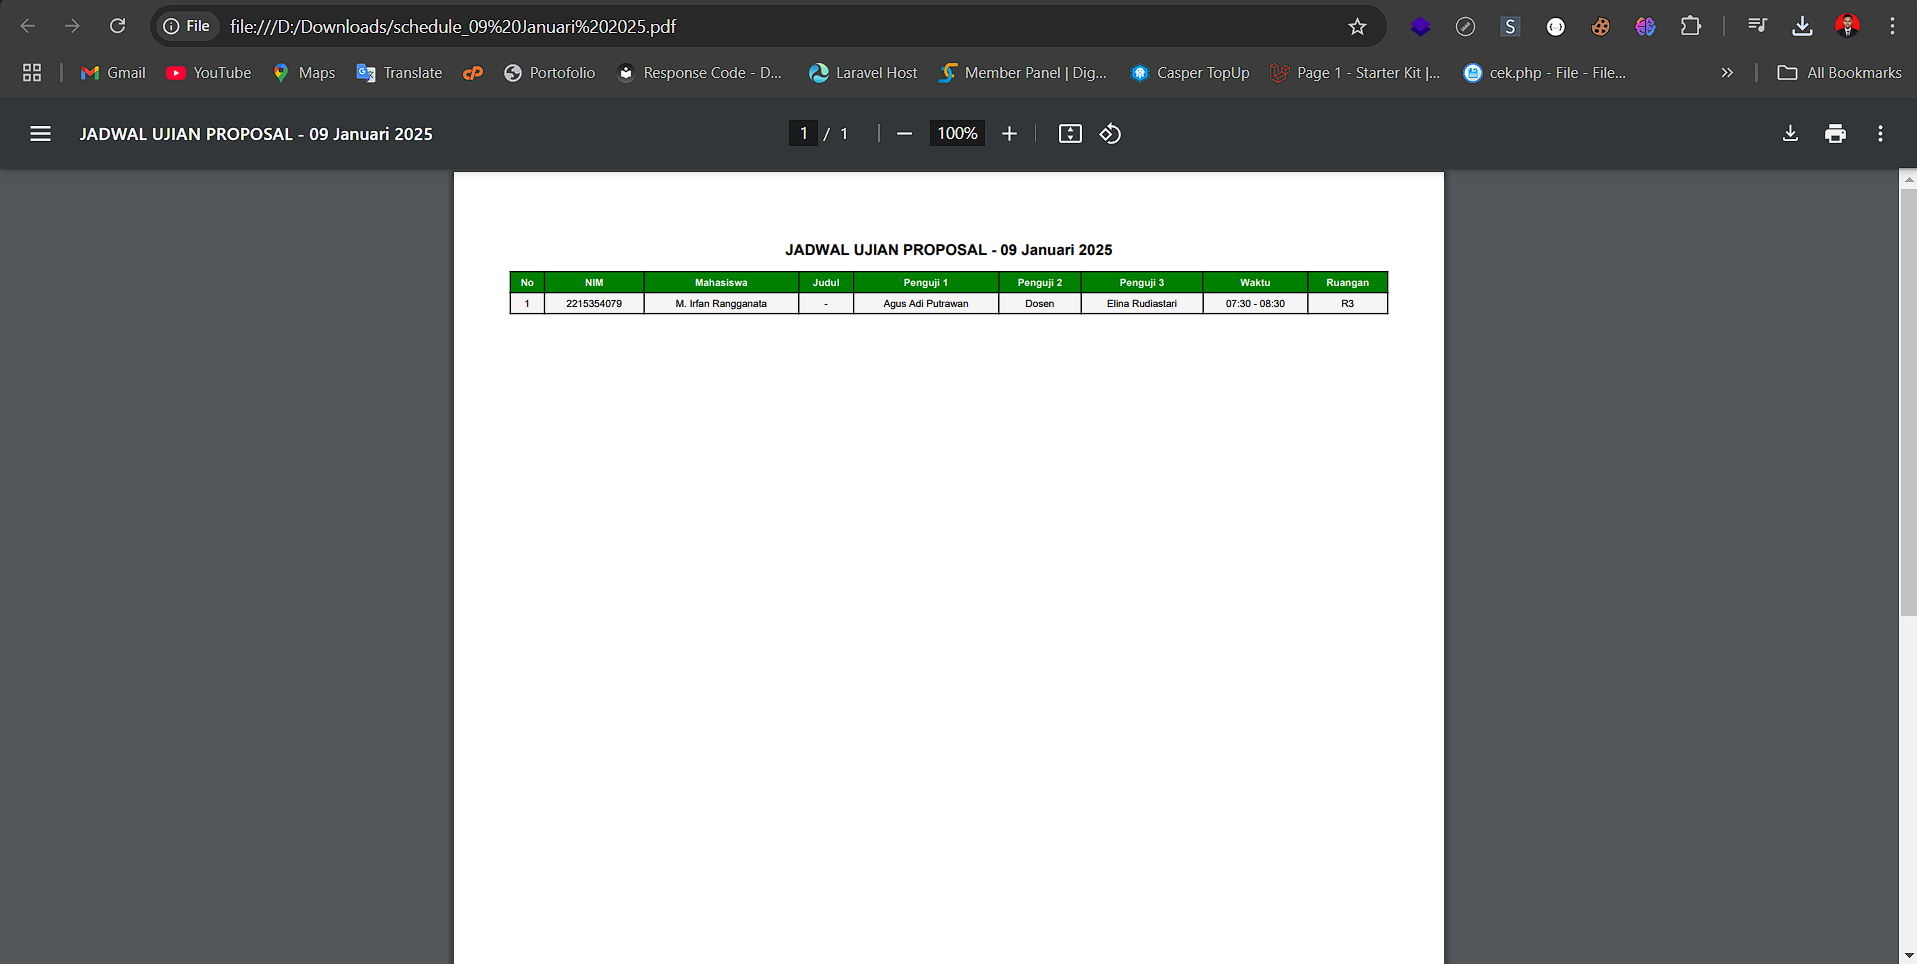 File file:///D:/Downloads/schedule_09%20Januari%202025.pdf S
Gmail YouTube Maps Translate cP Portofolio Response Code - D... Laravel Host Member Panel | Dig... Casper TopUp Page 1 - Starter Kit |... cek.php - File - File... » All Bookmarks
JADWAL UJIAN PROPOSAL - 09 Januari 2025 1 / 1 100%
JADWAL UJIAN PROPOSAL - 09 Januari 2025
No NIM Mahasiswa Judul Penguji 1 Penguji 2 Penguji 3 Waktu Ruangan
1 2215354079 M. Irfan Rangganata - Agus Adi Putrawan Dosen Elina Rudiastari 07:30 - 08:30 R3